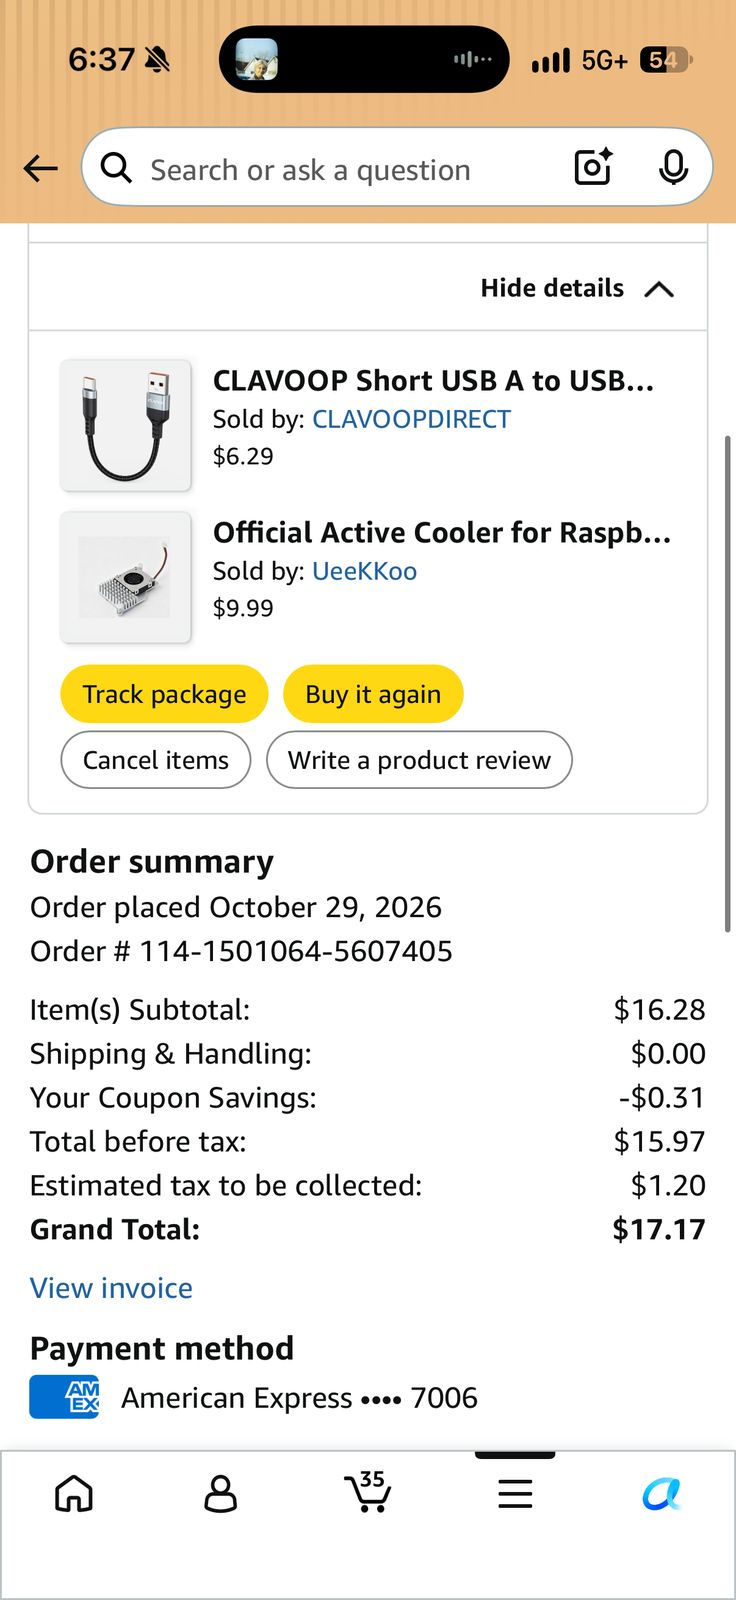 6:37
5G+
54
Search or ask a question
Hide details
CLAVOOP Short USB A to USB...
Sold by: CLAVOOPDIRECT
$6.29
Official Active Cooler for Raspb...
Sold by: UeeKKoo
$9.99
Track package
Buy it again
Cancel items
Write a product review
Order summary
Order placed October 29, 2026
Order # 114-1501064-5607405
Item(s) Subtotal: $16.28
Shipping & Handling: $0.00
Your Coupon Savings: -$0.31
Total before tax: $15.97
Estimated tax to be collected: $1.20
Grand Total: $17.17
View invoice
Payment method
AM
EX
American Express •••• 7006
35